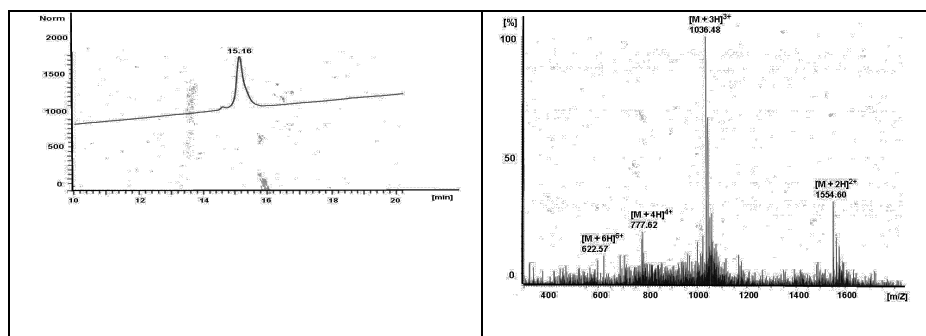 Norm
2000
1500
1000
500
0
15.16
10 12 14 16 18 20 [min]
[%]
100
50
0
[M + 3H]3+
1036.48
[M + 2H]2+
1554.60
[M + 4H]4+
777.62
[M + 6H]5+
622.57
400 600 800 1000 1200 1400 1600 [m/Z]